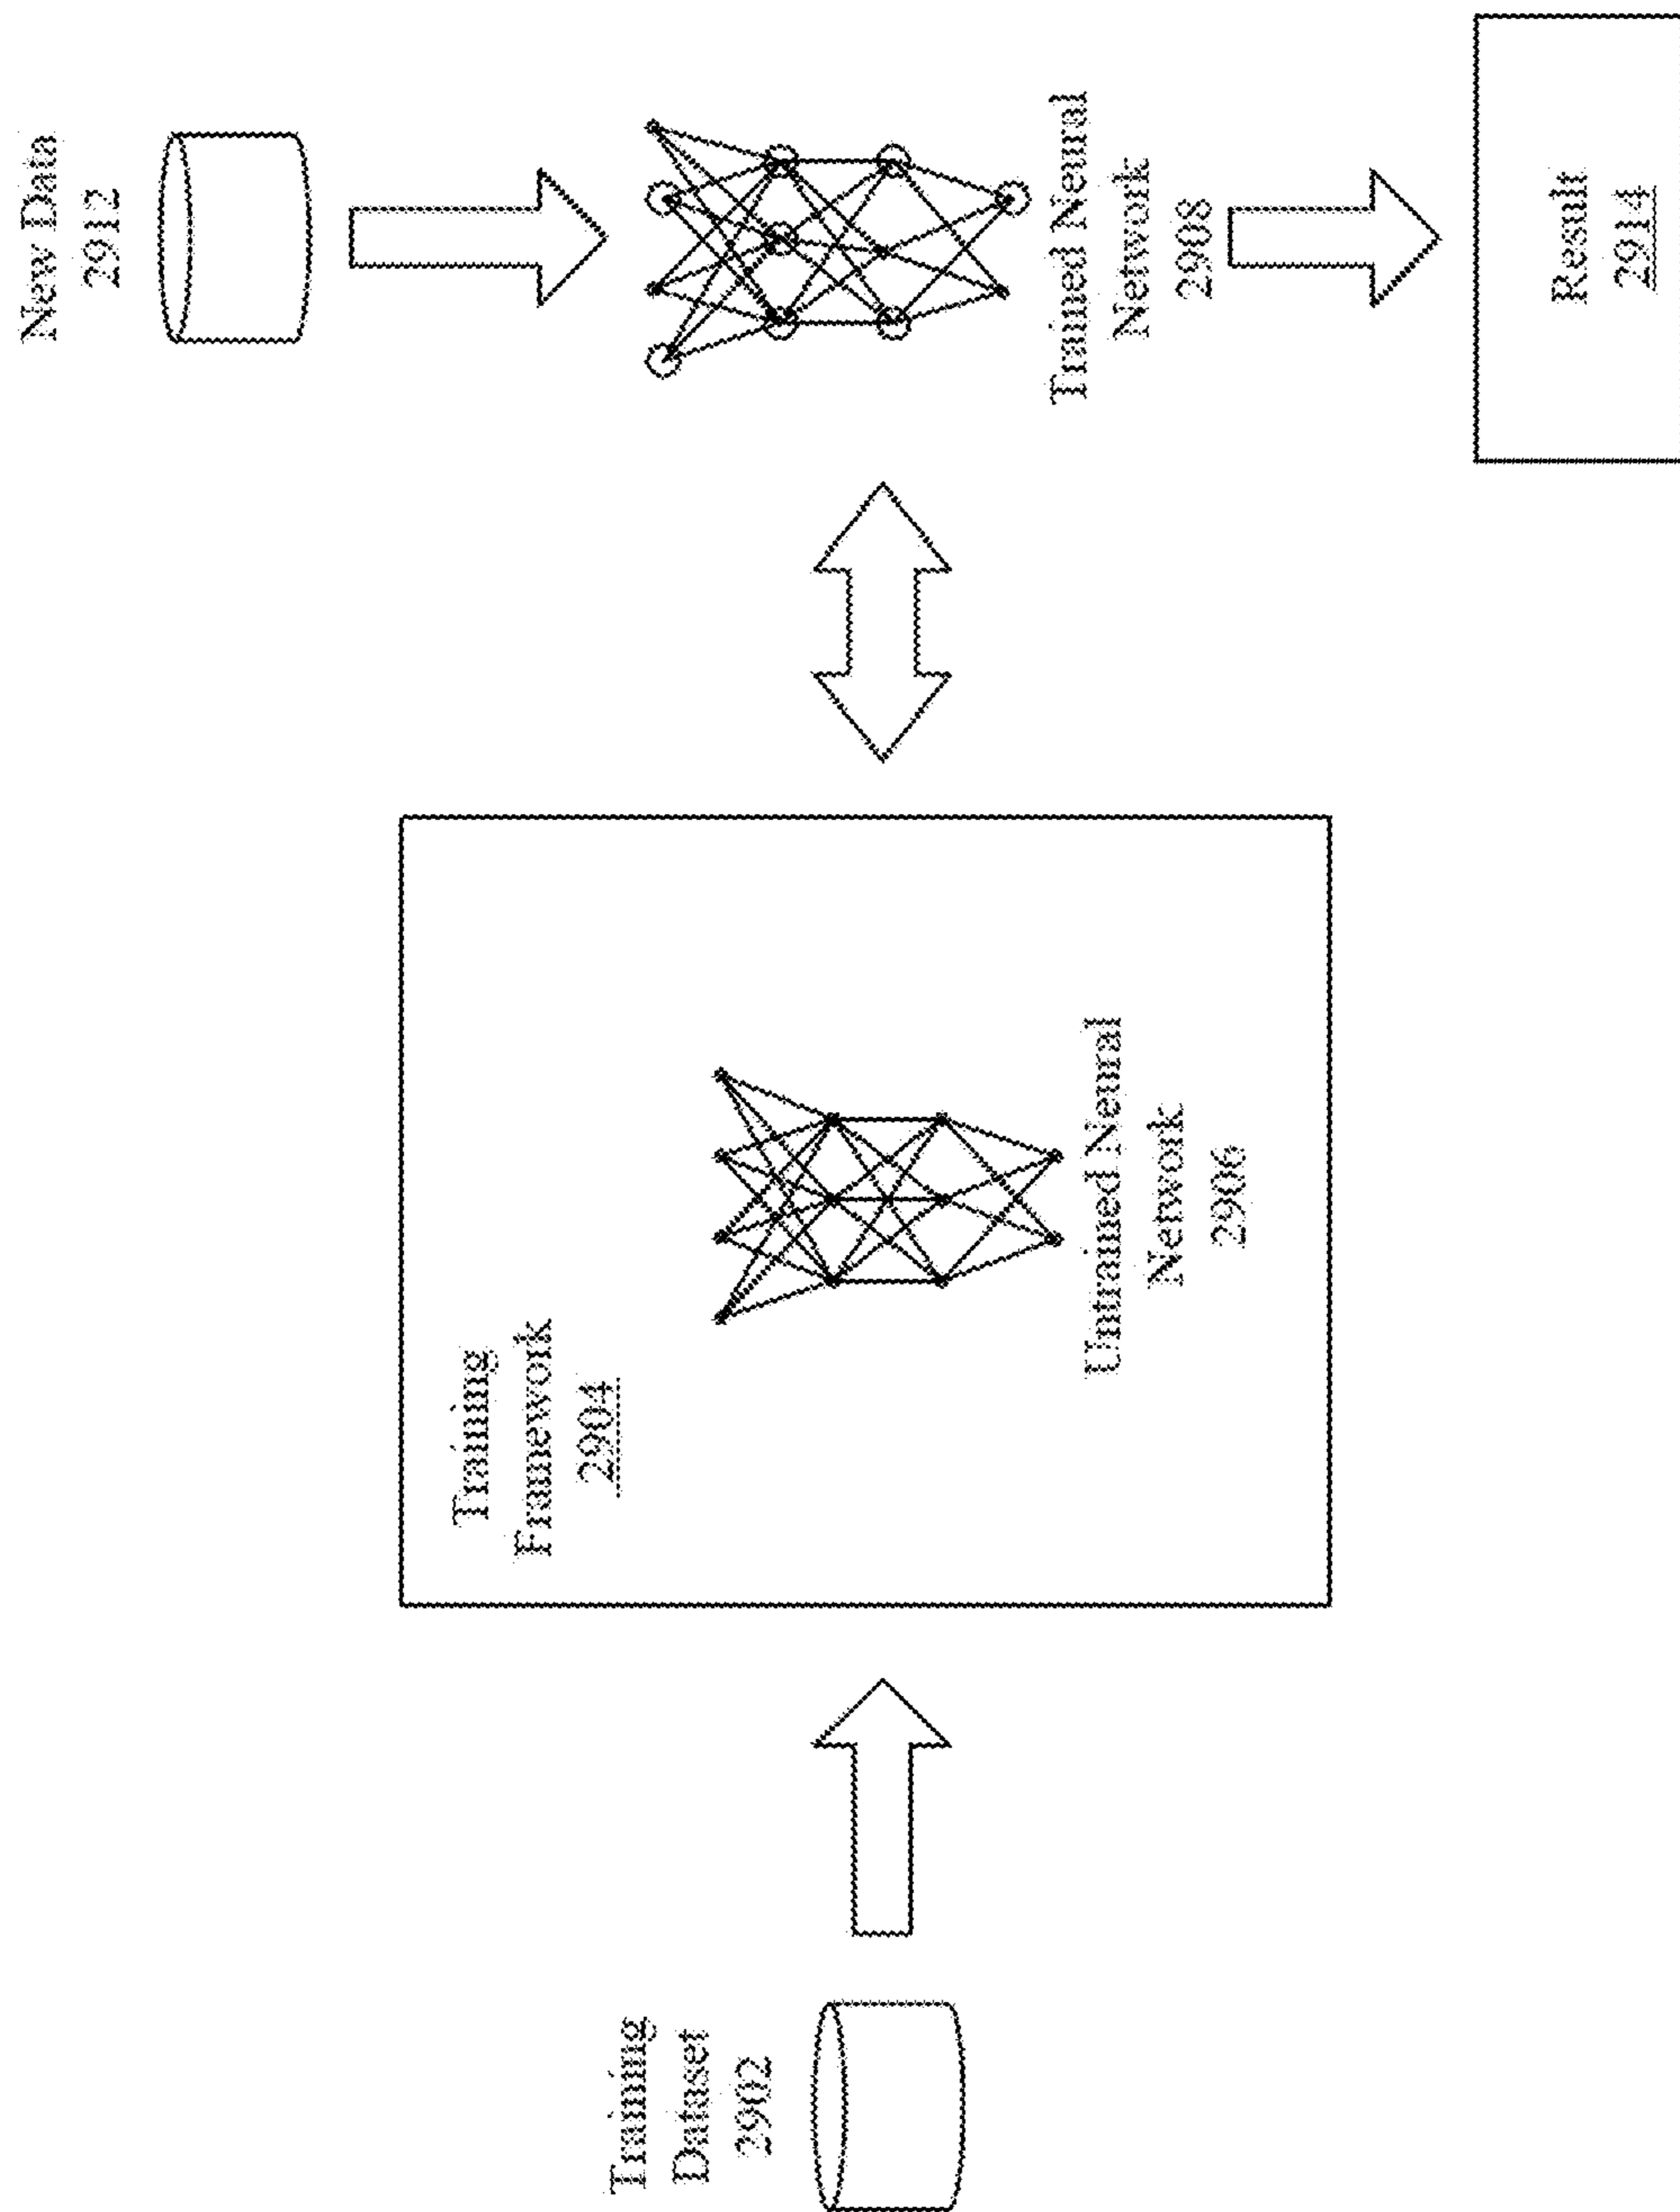 Training
Dataset
2902
Training
Framework
2904
Untrained Neural
Network
2906
New Data
2912
Trained Neural
Network
2908
Result
2914